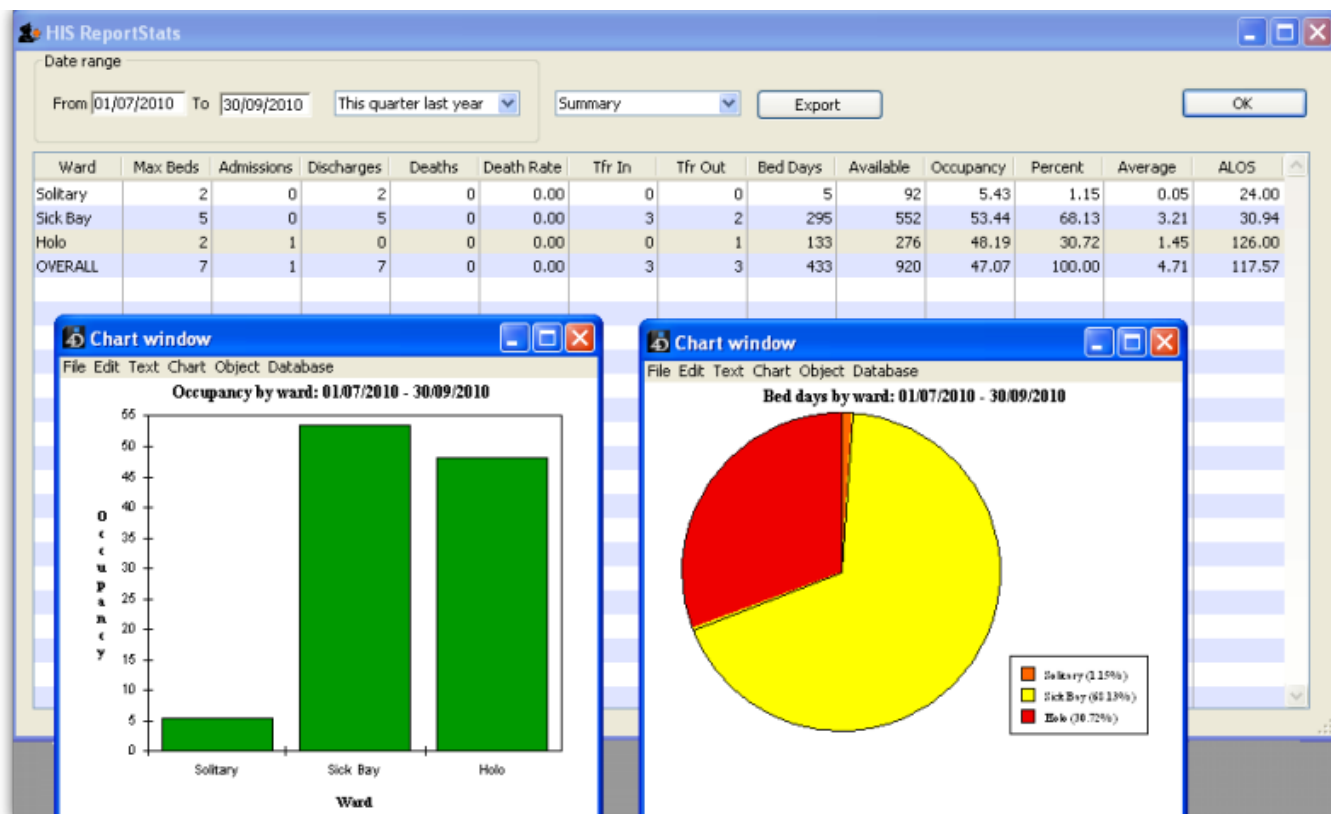 HIS ReportStats
Date range
From 01/07/2010 To 30/09/2010 This quarter last year Summary Export OK
Ward Max Beds Admissions Discharges Deaths Death Rate Tfr In Tfr Out Bed Days Available Occupancy Percent Average ALOS
Solitary 2 0 2 0 0.00 0 0 5 92 5.43 1.15 0.05 24.00
Sick Bay 5 0 5 0 0.00 3 2 295 552 53.44 68.13 3.21 30.94
Holo 2 1 0 0 0.00 0 1 133 276 48.19 30.72 1.45 126.00
OVERALL 7 1 7 0 0.00 3 3 433 920 47.07 100.00 4.71 117.57
Chart window
File Edit Text Chart Object Database
Occupancy by ward: 01/07/2010 - 30/09/2010
55
50
45
40
35
30
25
20
15
10
5
0
Occupancy
Solitary Sick Bay Holo
Ward
Chart window
File Edit Text Chart Object Database
Bed days by ward: 01/07/2010 - 30/09/2010
Solitary (1.15%)
Sick Bay (68.13%)
Holo (30.72%)